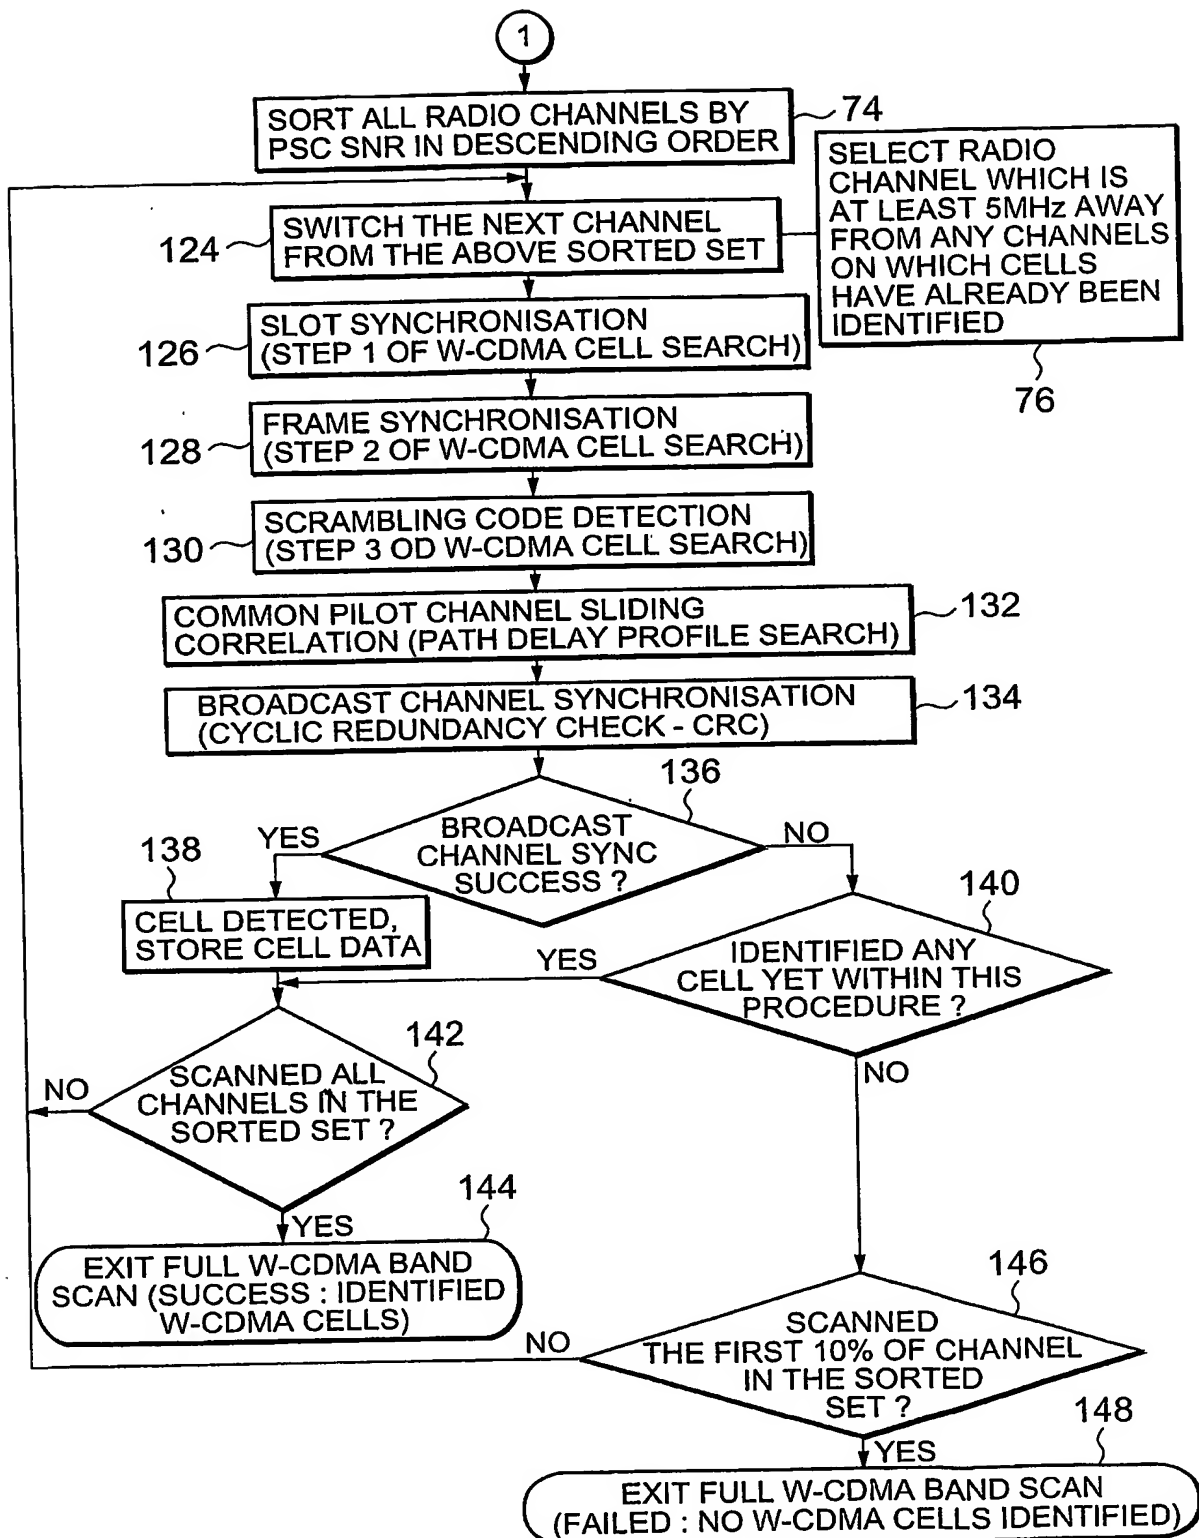 1
SORT ALL RADIO CHANNELS BY
PSC SNR IN DESCENDING ORDER
74
SELECT RADIO
CHANNEL WHICH IS
AT LEAST 5MHz AWAY
FROM ANY CHANNELS
ON WHICH CELLS
HAVE ALREADY BEEN
IDENTIFIED
76
124
SWITCH THE NEXT CHANNEL
FROM THE ABOVE SORTED SET
126
SLOT SYNCHRONISATION
(STEP 1 OF W-CDMA CELL SEARCH)
128
FRAME SYNCHRONISATION
(STEP 2 OF W-CDMA CELL SEARCH)
130
SCRAMBLING CODE DETECTION
(STEP 3 OD W-CDMA CELL SEARCH)
COMMON PILOT CHANNEL SLIDING
CORRELATION (PATH DELAY PROFILE SEARCH)
132
BROADCAST CHANNEL SYNCHRONISATION
(CYCLIC REDUNDANCY CHECK - CRC)
134
136
BROADCAST
CHANNEL SYNC
SUCCESS ?
YES
NO
138
CELL DETECTED,
STORE CELL DATA
140
IDENTIFIED ANY
CELL YET WITHIN THIS
PROCEDURE ?
YES
NO
142
SCANNED ALL
CHANNELS IN THE
SORTED SET ?
NO
YES
144
EXIT FULL W-CDMA BAND
SCAN (SUCCESS : IDENTIFIED
W-CDMA CELLS)
146
SCANNED
THE FIRST 10% OF CHANNEL
IN THE SORTED
SET ?
NO
YES
148
EXIT FULL W-CDMA BAND SCAN
(FAILED : NO W-CDMA CELLS IDENTIFIED)